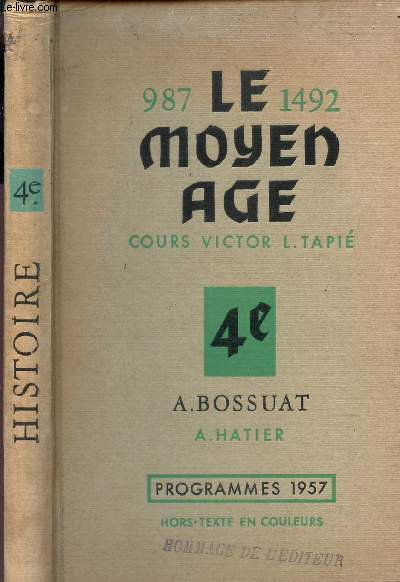 © Le-livre.com
987 LE 1492
MOYEN
AGE
COURS VICTOR L. TAPIÉ
4e
A. BOSSUAT
A. HATIER
PROGRAMMES 1957
HORS-TEXTE EN COULEURS
HOMMAGE DE L'EDITEUR
4e.
HISTOIRE